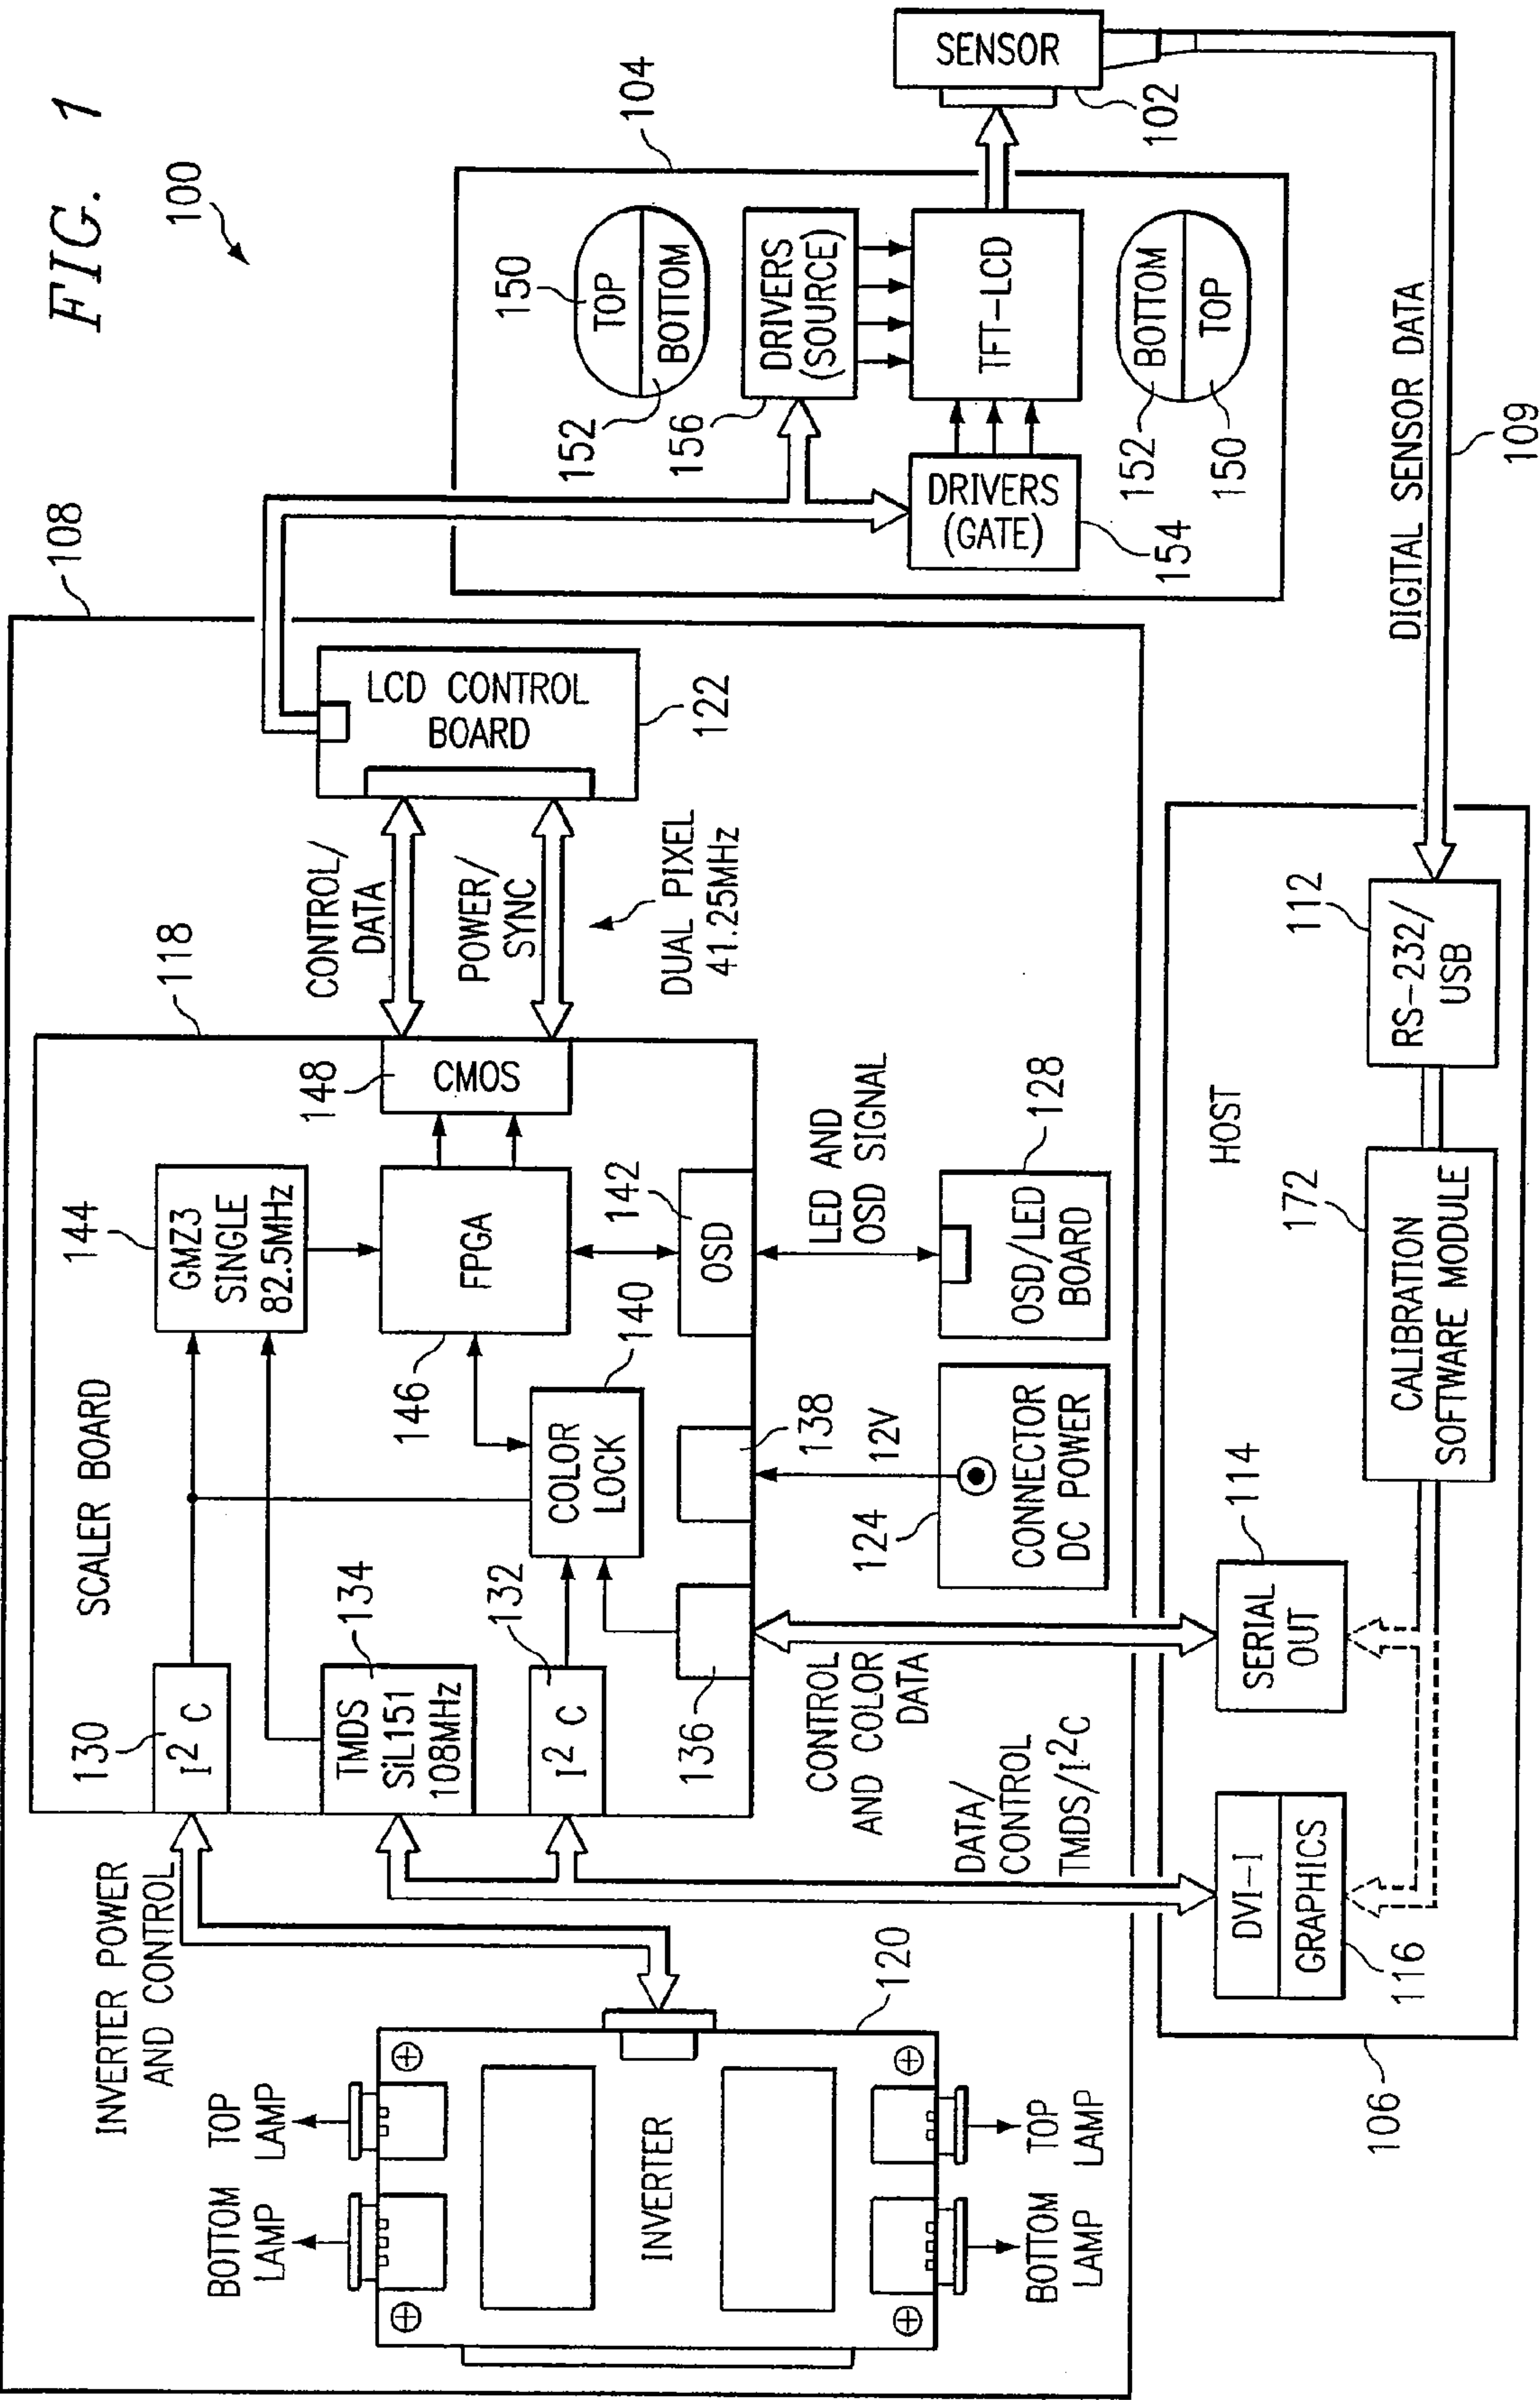 FIG. 1
100
108
118
SCALER BOARD
INVERTER POWER
AND CONTROL
130
I² C
144
GMZ3
SINGLE
82.5MHz
134
TMDS
SiL151
108MHz
132
I² C
136
COLOR
LOCK
140
138
146
FPGA
142
OSD
148
CMOS
CONTROL/
DATA
POWER/
SYNC
DUAL PIXEL
41.25MHz
LCD CONTROL
BOARD
122
BOTTOM
LAMP
TOP
LAMP
INVERTER
120
BOTTOM
LAMP
TOP
LAMP
CONTROL
AND COLOR
DATA
DATA/
CONTROL
TMDS/I²C
12V
124
CONNECTOR
DC POWER
LED AND
OSD SIGNAL
OSD/LED
BOARD
128
104
150
TOP
BOTTOM
152
156
DRIVERS
(SOURCE)
TFT-LCD
DRIVERS
(GATE)
154
152
BOTTOM
TOP
150
SENSOR
102
DIGITAL SENSOR DATA
109
HOST
106
DVI-I
GRAPHICS
116
114
SERIAL
OUT
172
CALIBRATION
SOFTWARE MODULE
112
RS-232/
USB